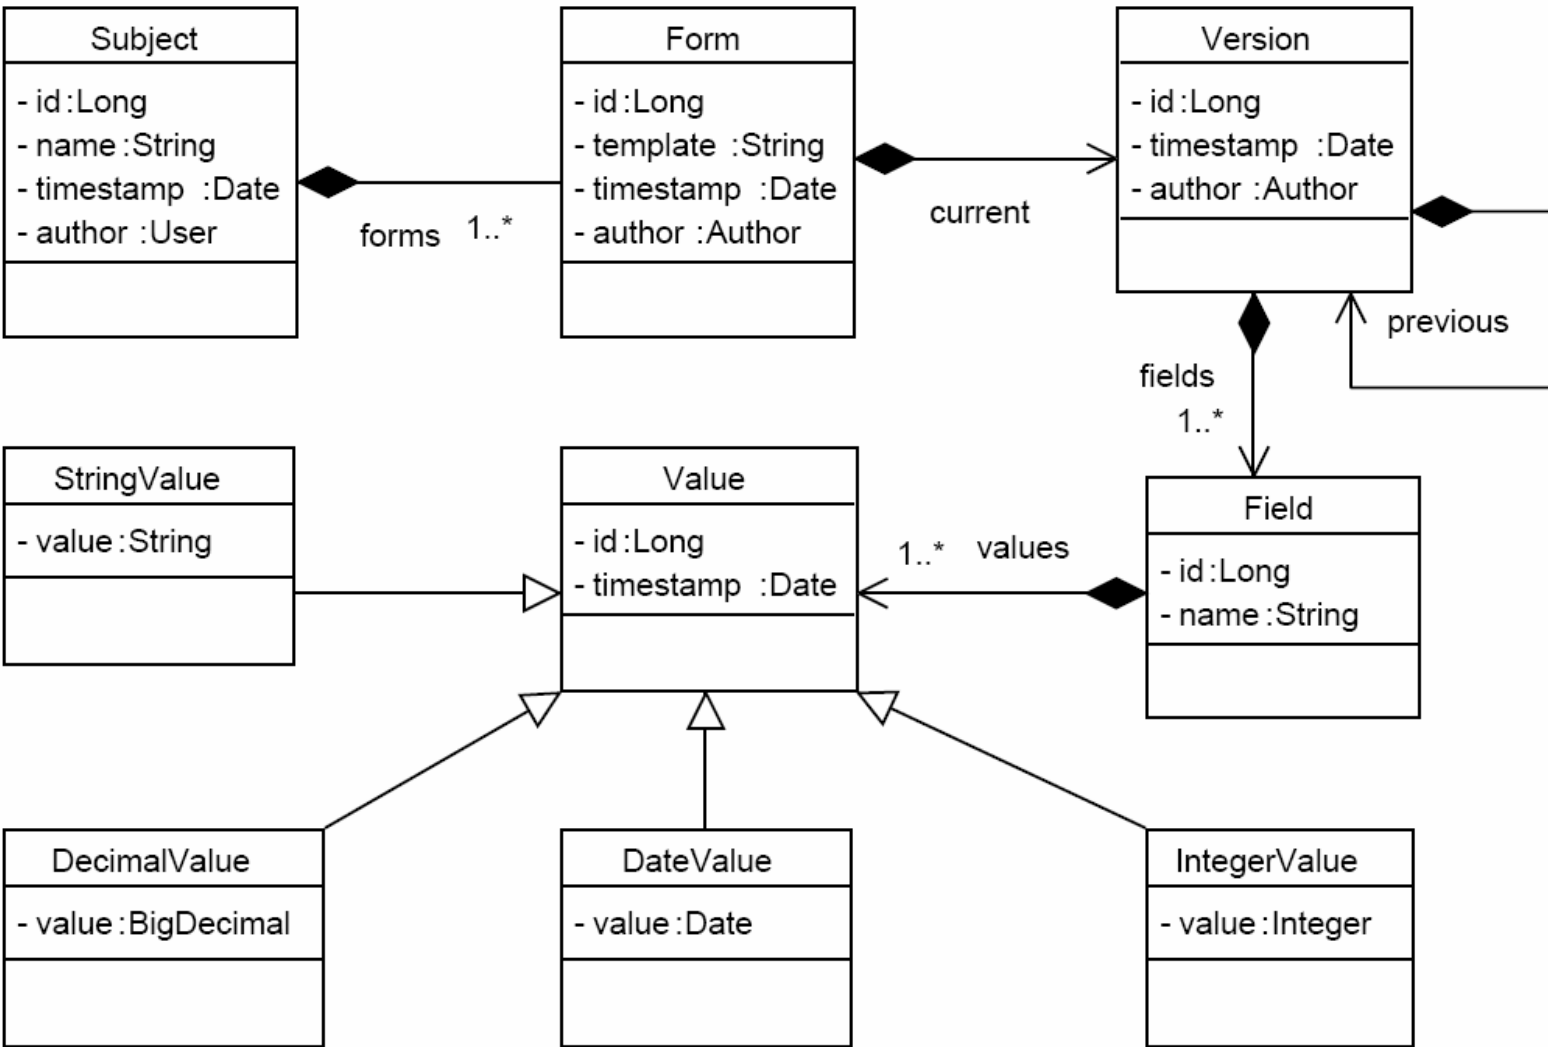 Subject
- id:Long
- name:String
- timestamp :Date
- author :User
forms 1..*
Form
- id:Long
- template :String
- timestamp :Date
- author :Author
current
Version
- id:Long
- timestamp :Date
- author :Author
previous
fields
1..*
StringValue
- value:String
Value
- id:Long
- timestamp :Date
1..* values
Field
- id:Long
- name:String
DecimalValue
- value:BigDecimal
DateValue
- value:Date
IntegerValue
- value:Integer